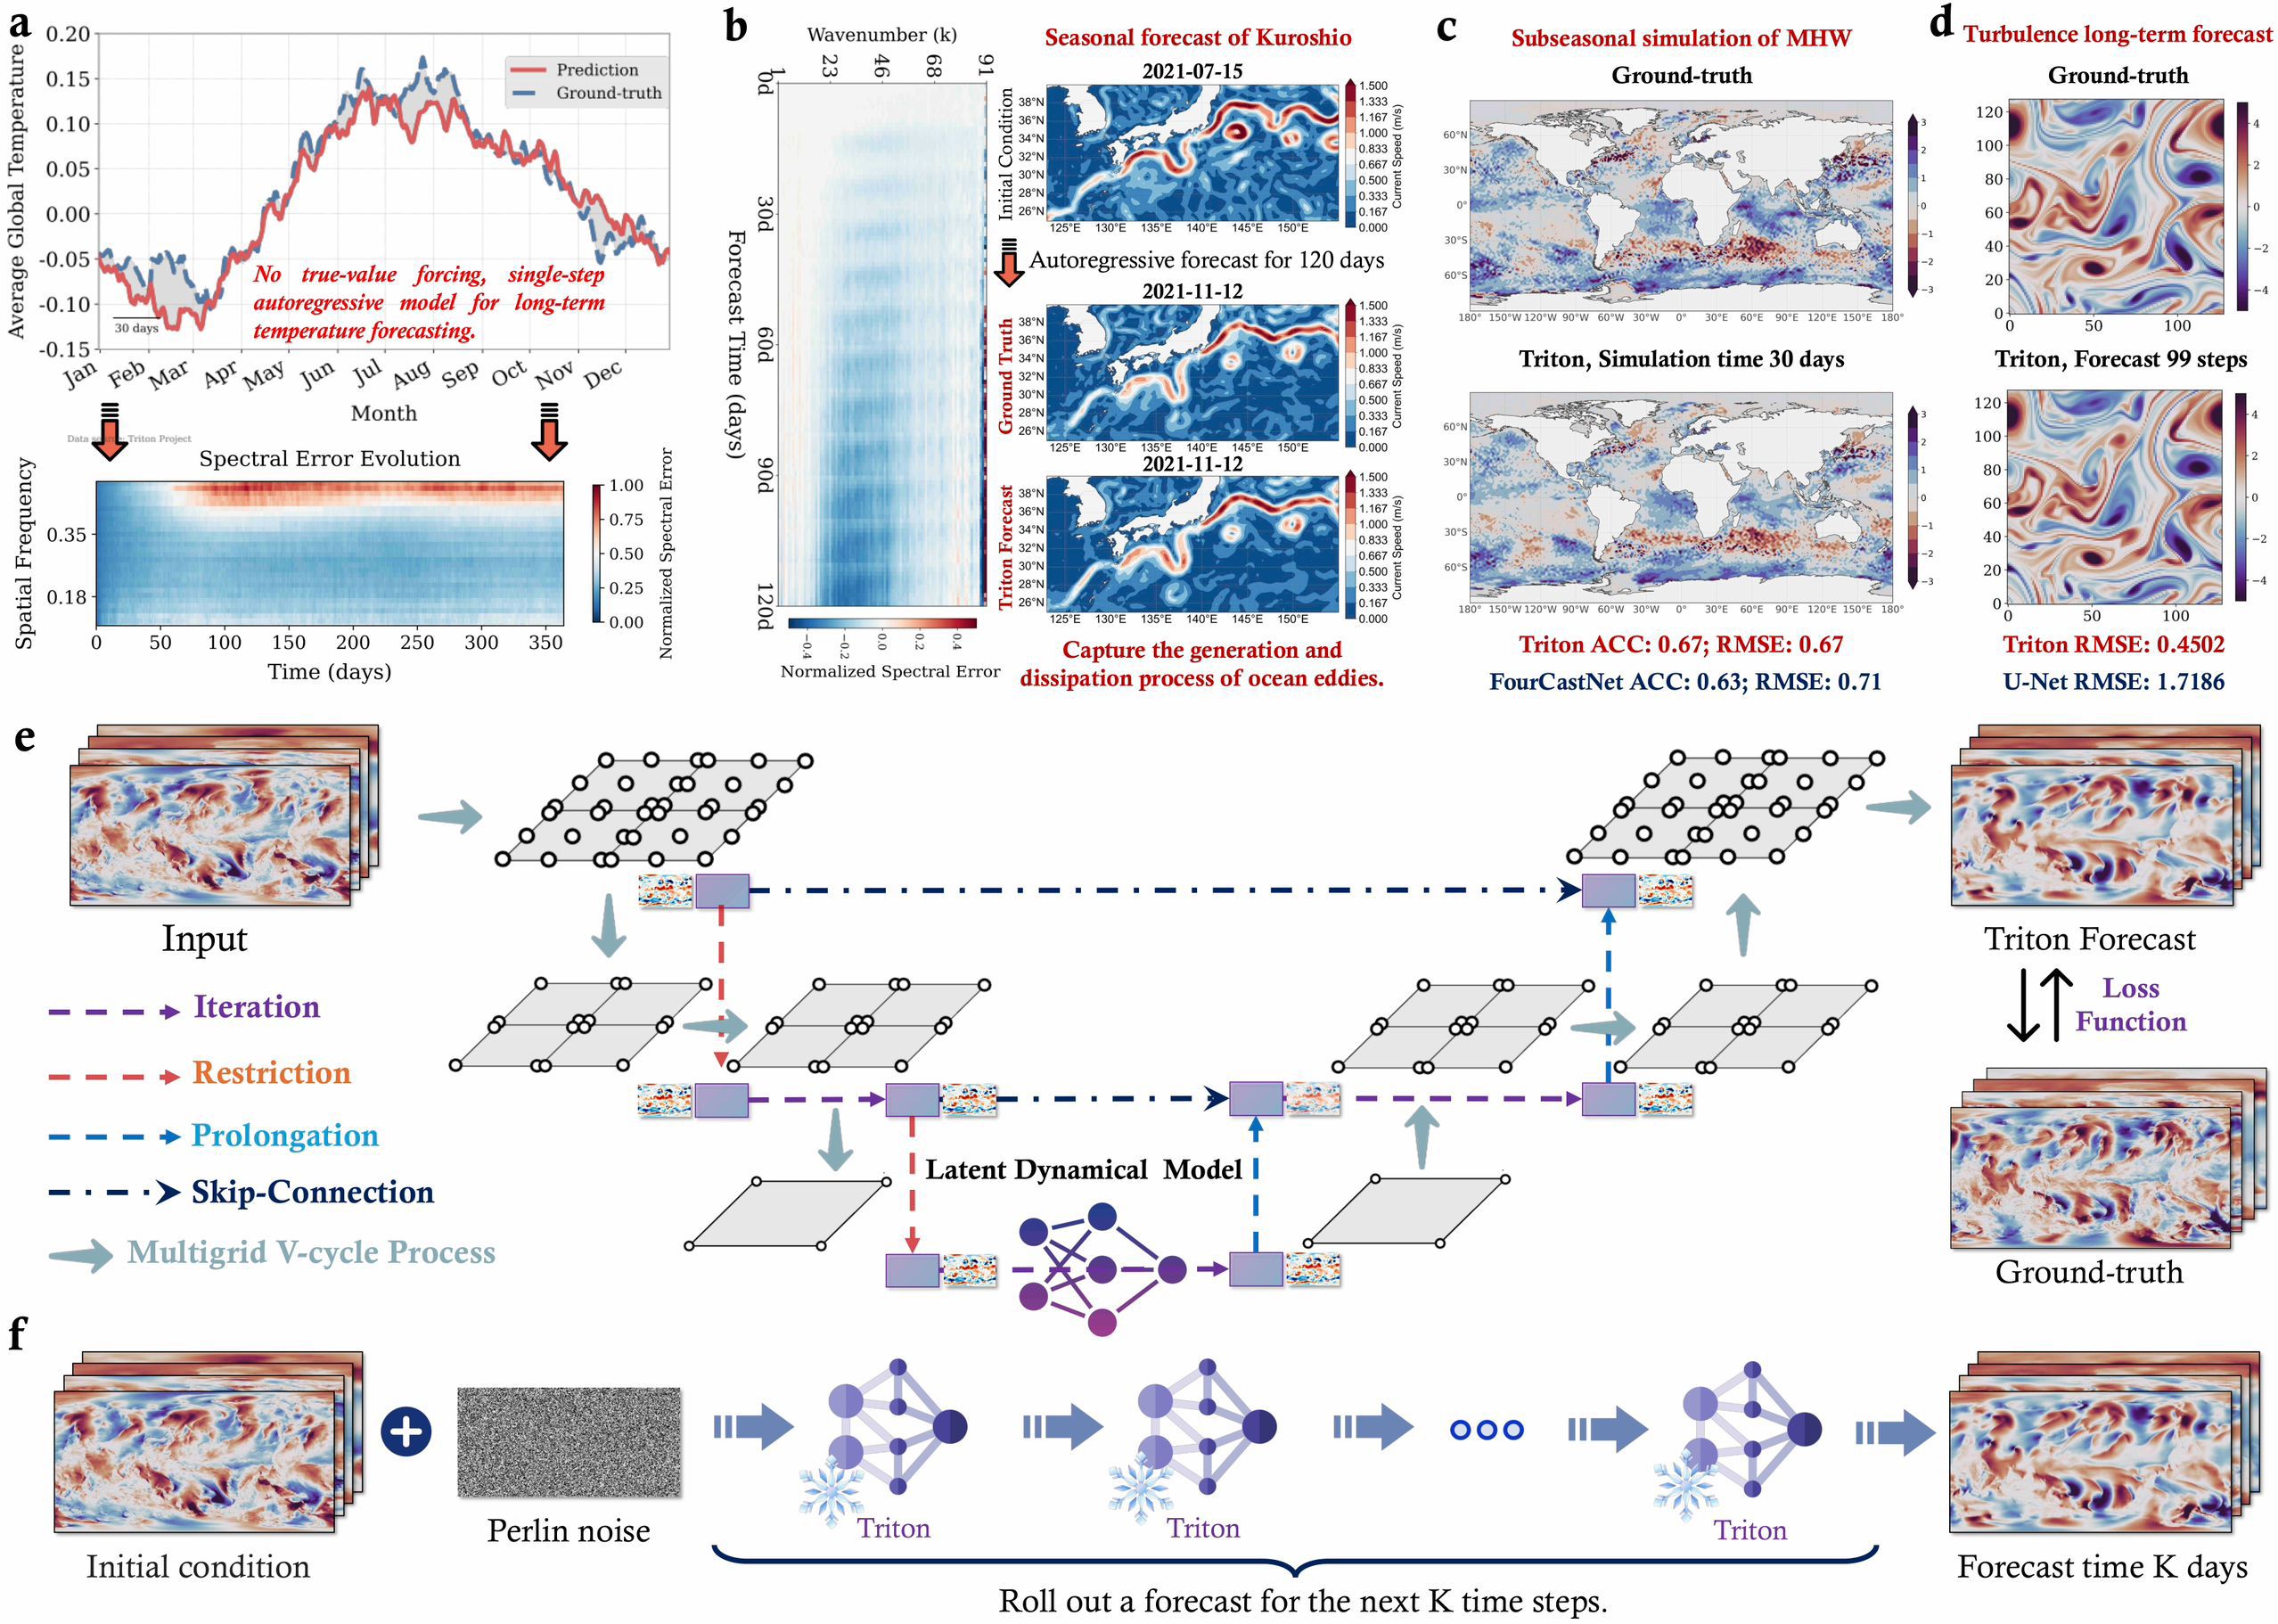 a
0.20
0.15
0.10
0.05
0.00
-0.05
-0.10
-0.15
Average Global Temperature
Prediction
Ground-truth
No true-value forcing, single-step
autoregressive model for long-term
temperature forecasting.
30 days
Jan Feb Mar Apr May Jun Jul Aug Sep Oct Nov Dec
Month
Spectral Error Evolution
Spatial Frequency
0.35
0.18
0 50 100 150 200 250 300 350
Time (days)
1.00
0.75
0.50
0.25
0.00
Normalized Spectral Error
b
Wavenumber (k)
1 23 46 68 91
0d
30d
60d
90d
120d
Forecast Time (days)
−0.4 −0.2 0.0 0.2 0.4
Normalized Spectral Error
Seasonal forecast of Kuroshio
2021-07-15
Initial Condition
38°N
36°N
34°N
32°N
30°N
28°N
26°N
125°E 130°E 135°E 140°E 145°E 150°E
1.500
1.333
1.167
1.000
0.833
0.667
0.500
0.333
0.167
0.000
Current Speed (m/s)
Autoregressive forecast for 120 days
2021-11-12
Ground Truth
38°N
36°N
34°N
32°N
30°N
28°N
26°N
125°E 130°E 135°E 140°E 145°E 150°E
1.500
1.333
1.167
1.000
0.833
0.667
0.500
0.333
0.167
0.000
Current Speed (m/s)
2021-11-12
Triton Forecast
38°N
36°N
34°N
32°N
30°N
28°N
26°N
125°E 130°E 135°E 140°E 145°E 150°E
1.500
1.333
1.167
1.000
0.833
0.667
0.500
0.333
0.167
0.000
Current Speed (m/s)
Capture the generation and
dissipation process of ocean eddies.
c
Subseasonal simulation of MHW
Ground-truth
60°N
30°N
0°
30°S
60°S
180° 150°W 120°W 90°W 60°W 30°W 0° 30°E 60°E 90°E 120°E 150°E 180°
3
2
1
0
−1
−2
−3
Triton, Simulation time 30 days
60°N
30°N
0°
30°S
60°S
180° 150°W 120°W 90°W 60°W 30°W 0° 30°E 60°E 90°E 120°E 150°E 180°
3
2
1
0
−1
−2
−3
Triton ACC: 0.67; RMSE: 0.67
FourCastNet ACC: 0.63; RMSE: 0.71
d
Turbulence long-term forecast
Ground-truth
120
100
80
60
40
20
0
0 50 100
4
2
0
−2
−4
Triton, Forecast 99 steps
120
100
80
60
40
20
0
0 50 100
4
2
0
−2
−4
Triton RMSE: 0.4502
U-Net RMSE: 1.7186
e
Input
Iteration
Restriction
Prolongation
Skip-Connection
Multigrid V-cycle Process
Latent Dynamical Model
Triton Forecast
Loss
Function
Ground-truth
f
Initial condition
Perlin noise
Triton
Triton
Triton
Forecast time K days
Roll out a forecast for the next K time steps.